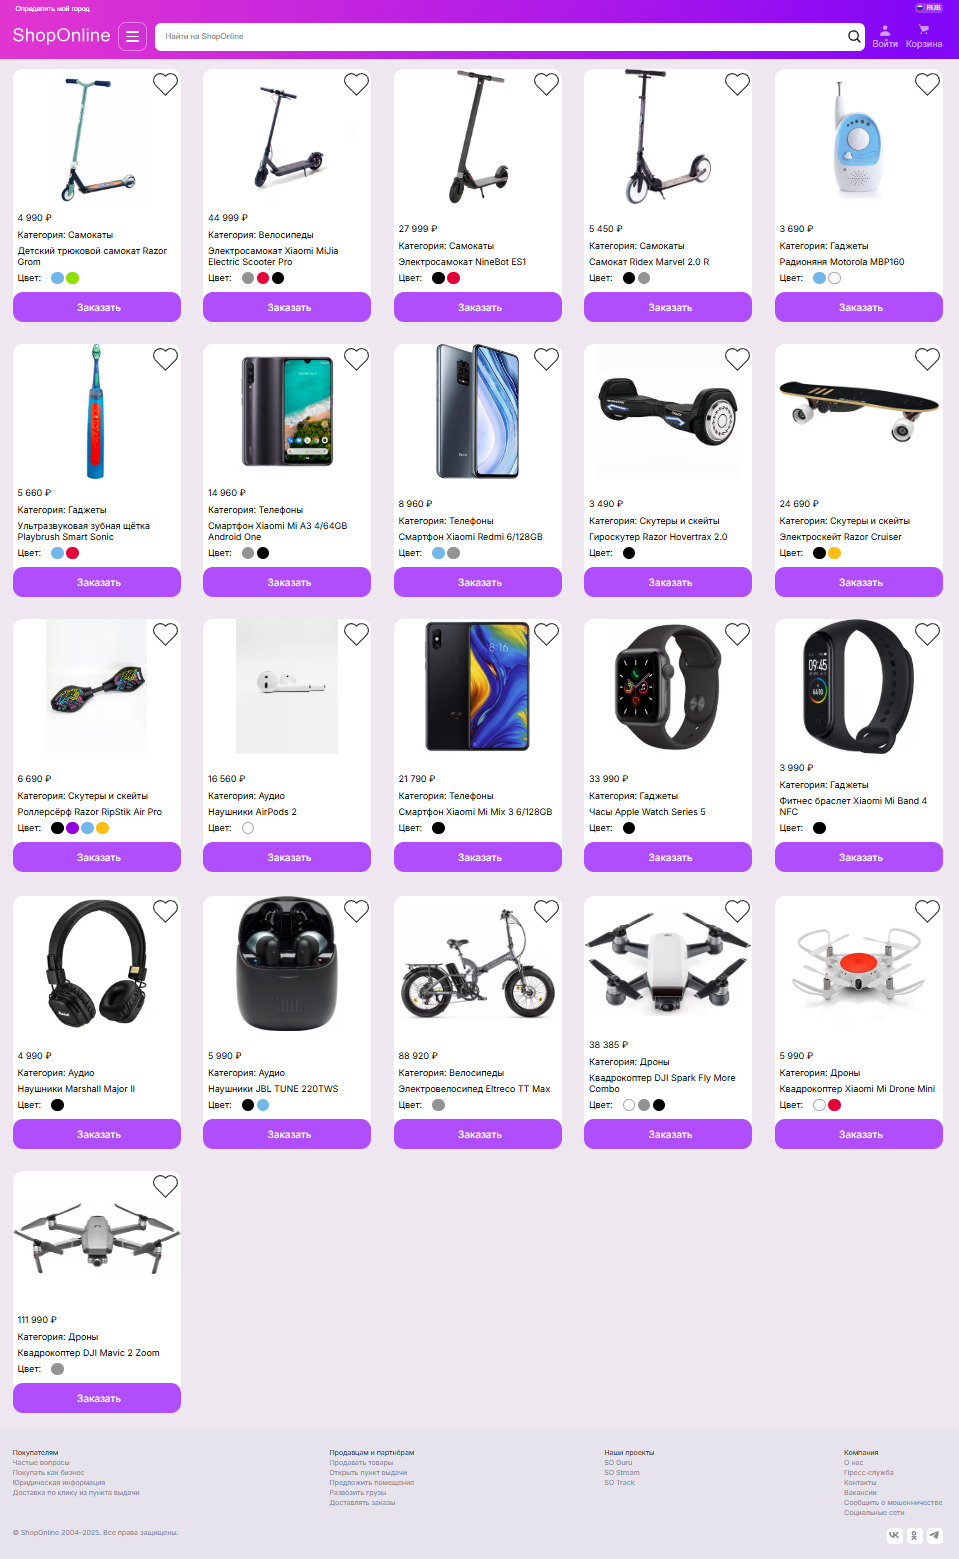 Определить мой город
RUB
ShopOnline
Найти на ShopOnline
Войти
Корзина
4 990 ₽
Категория: Самокаты
Детский трюковой самокат Razor
Grom
Цвет:
Заказать
44 999 ₽
Категория: Велосипеды
Электросамокат Xiaomi MiJia
Electric Scooter Pro
Цвет:
Заказать
27 999 ₽
Категория: Самокаты
Электросамокат NineBot ES1
Цвет:
Заказать
5 450 ₽
Категория: Самокаты
Самокат Ridex Marvel 2.0 R
Цвет:
Заказать
3 690 ₽
Категория: Гаджеты
Радионяня Motorola MBP160
Цвет:
Заказать
5 660 ₽
Категория: Гаджеты
Ультразвуковая зубная щётка
Playbrush Smart Sonic
Цвет:
Заказать
14 960 ₽
Категория: Телефоны
Смартфон Xiaomi Mi A3 4/64GB
Android One
Цвет:
Заказать
8 960 ₽
Категория: Телефоны
Смартфон Xiaomi Redmi 6/128GB
Цвет:
Заказать
3 490 ₽
Категория: Скутеры и скейты
Гироскутер Razor Hovertrax 2.0
Цвет:
Заказать
24 690 ₽
Категория: Скутеры и скейты
Электроскейт Razor Cruiser
Цвет:
Заказать
6 690 ₽
Категория: Скутеры и скейты
Роллерсёрф Razor RipStik Air Pro
Цвет:
Заказать
16 560 ₽
Категория: Аудио
Наушники AirPods 2
Цвет:
Заказать
8:16
21 790 ₽
Категория: Телефоны
Смартфон Xiaomi Mi Mix 3 6/128GB
Цвет:
Заказать
33 990 ₽
Категория: Гаджеты
Часы Apple Watch Series 5
Цвет:
Заказать
09:45
6410
3 990 ₽
Категория: Гаджеты
Фитнес браслет Xiaomi Mi Band 4
NFC
Цвет:
Заказать
4 990 ₽
Категория: Аудио
Наушники Marshall Major II
Цвет:
Заказать
JBL
5 990 ₽
Категория: Аудио
Наушники JBL TUNE 220TWS
Цвет:
Заказать
88 920 ₽
Категория: Велосипеды
Электровелосипед Eltreco TT Max
Цвет:
Заказать
38 385 ₽
Категория: Дроны
Квадрокоптер DJI Spark Fly More
Combo
Цвет:
Заказать
5 990 ₽
Категория: Дроны
Квадрокоптер Xiaomi Mi Drone Mini
Цвет:
Заказать
111 990 ₽
Категория: Дроны
Квадрокоптер DJI Mavic 2 Zoom
Цвет:
Заказать
Покупателям
Частые вопросы
Покупать как бизнес
Юридическая информация
Доставка по клику из пункта выдачи
Продавцам и партнёрам
Продавать товары
Открыть пункт выдачи
Предложить помещение
Развозить грузы
Доставлять заказы
Наши проекты
SO Guru
SO Stream
SO Track
Компания
О нас
Пресс-служба
Контакты
Вакансии
Сообщить о мошенничестве
Социальные сети
© ShopOnline 2004–2025. Все права защищены.